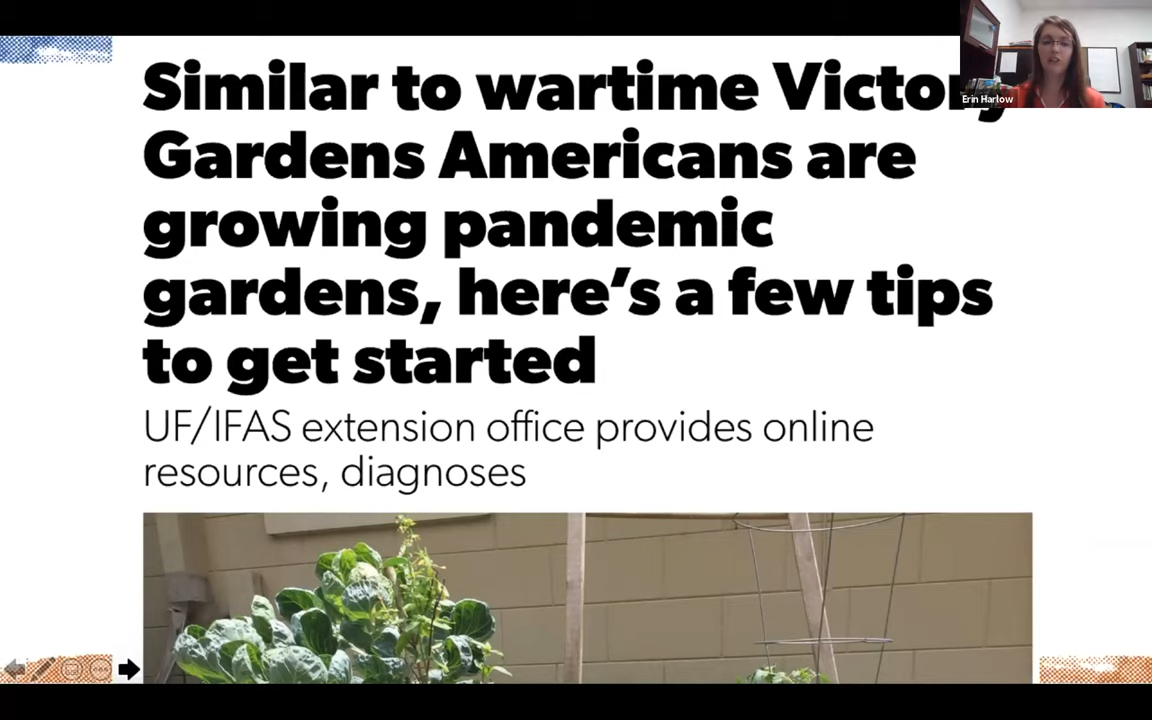 Similar to wartime Victory
Erin Harlow
Gardens Americans are
growing pandemic
gardens, here’s a few tips
to get started
UF/IFAS extension office provides online
resources, diagnoses